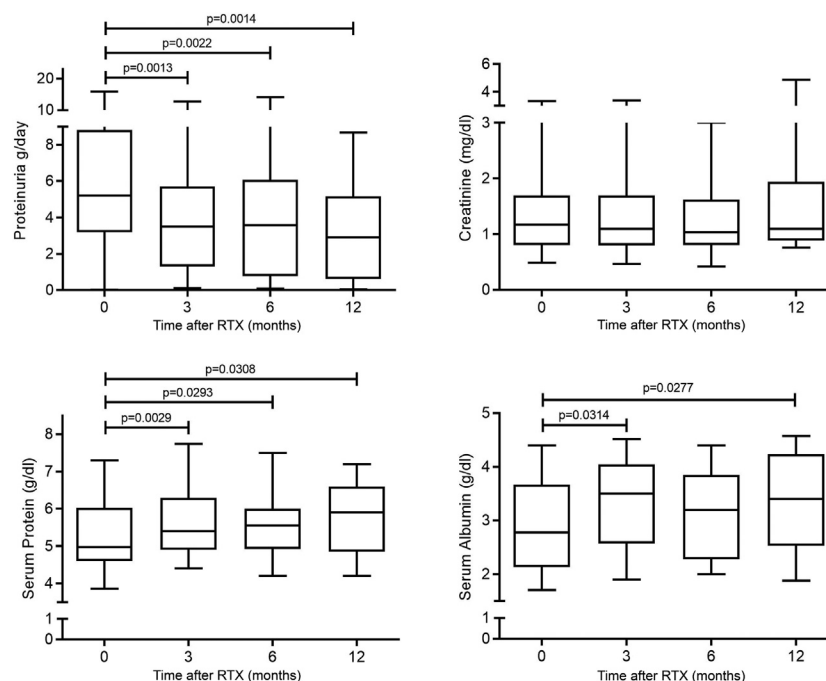 p=0.0014
p=0.0022
p=0.0013
20
10
8
6
4
2
0
Proteinuria g/day
0 3 6 12
Time after RTX (months)
6
4
3
2
1
0
Creatinine (mg/dl)
0 3 6 12
Time after RTX (months)
p=0.0308
p=0.0293
p=0.0029
8
7
6
5
4
1
0
Serum Protein (g/dl)
0 3 6 12
Time after RTX (months)
p=0.0277
p=0.0314
5
4
3
2
1
0
Serum Albumin (g/dl)
0 3 6 12
Time after RTX (months)